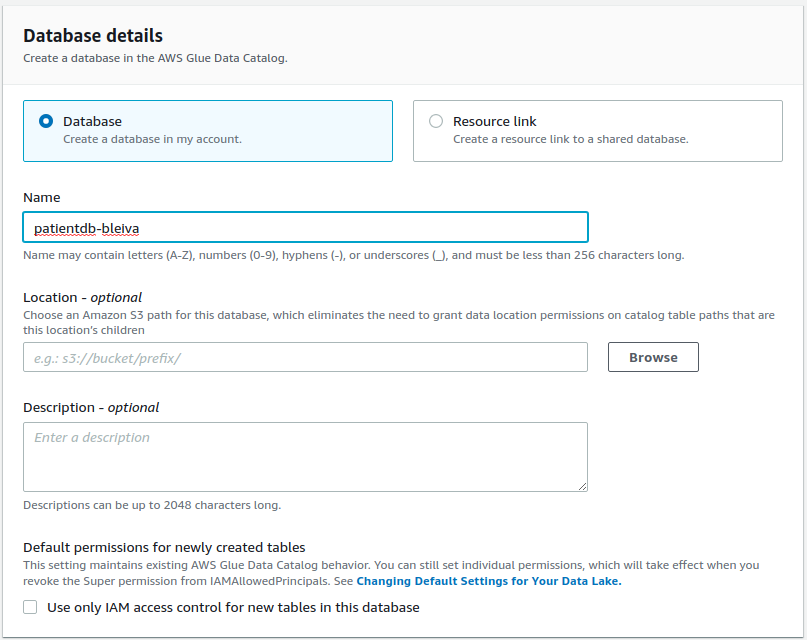 Database details
Create a database in the AWS Glue Data Catalog.
Database
Create a database in my account.
Resource link
Create a resource link to a shared database.
Name
patientdb-bleiva
Name may contain letters (A-Z), numbers (0-9), hyphens (-), or underscores (_), and must be less than 256 characters long.
Location - optional
Choose an Amazon S3 path for this database, which eliminates the need to grant data location permissions on catalog table paths that are
this location's children
e.g.: s3://bucket/prefix/
Browse
Description - optional
Enter a description
Descriptions can be up to 2048 characters long.
Default permissions for newly created tables
This setting maintains existing AWS Glue Data Catalog behavior. You can still set individual permissions, which will take effect when you
revoke the Super permission from IAMAllowedPrincipals. See Changing Default Settings for Your Data Lake.
Use only IAM access control for new tables in this database